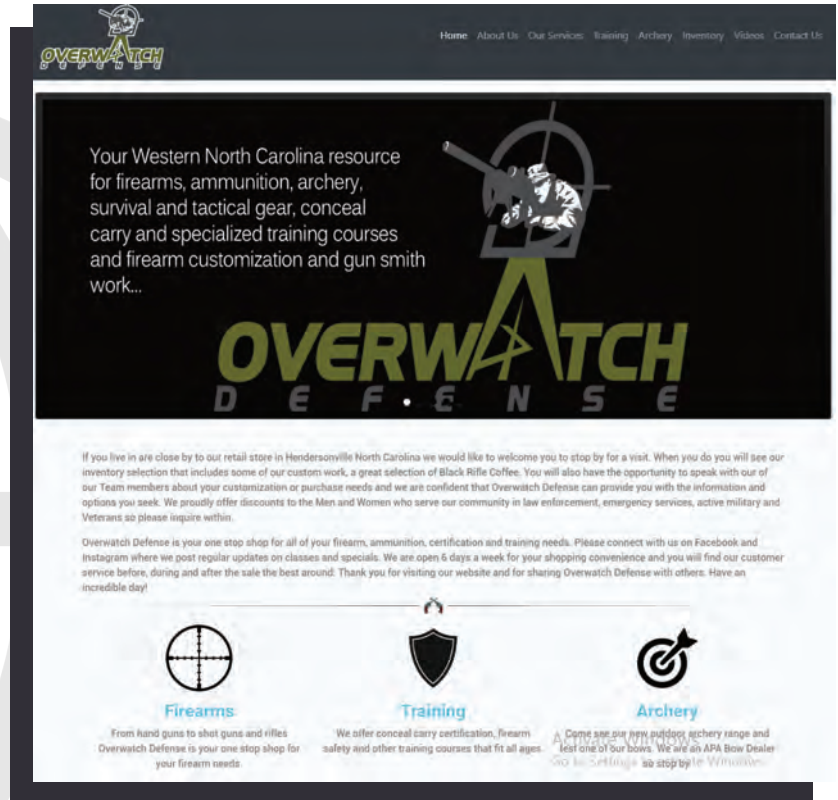 OVERWATCH
DEFENSE
Home About Us Our Services Training Archery Inventory Videos Contact Us
Your Western North Carolina resource
for firearms, ammunition, archery,
survival and tactical gear, conceal
carry and specialized training courses
and firearm customization and gun smith
work...
OVERWATCH
DEFENSE
If you live in are close by to our retail store in Hendersonville North Carolina we would like to welcome you to stop by for a visit. When you do you will see our
inventory selection that includes some of our custom work, a great selection of Black Rifle Coffee. You will also have the opportunity to speak with our of
our Team members about your customization or purchase needs and we are confident that Overwatch Defense can provide you with the information and
options you seek. We proudly offer discounts to the Men and Women who serve our community in law enforcement, emergency services, active military and
Veterans so please inquire within.
Overwatch Defense is your one stop shop for all of your firearm, ammunition, certification and training needs. Please connect with us on Facebook and
Instagram where we post regular updates on classes and specials. We are open 6 days a week for your shopping convenience and you will find our customer
service before, during and after the sale the best around. Thank you for visiting our website and for sharing Overwatch Defense with others. Have an
incredible day!
Firearms
From hand guns to shot guns and rifles
Overwatch Defense is your one stop shop for
your firearm needs.
Training
We offer conceal carry certification, firearm
safety and other training courses that fit all ages.
Archery
Come see our new outdoor archery range and
test one of our bows. We are an APA Bow Dealer
so stop by
Activate Windows
Go to Settings to activate Windows.